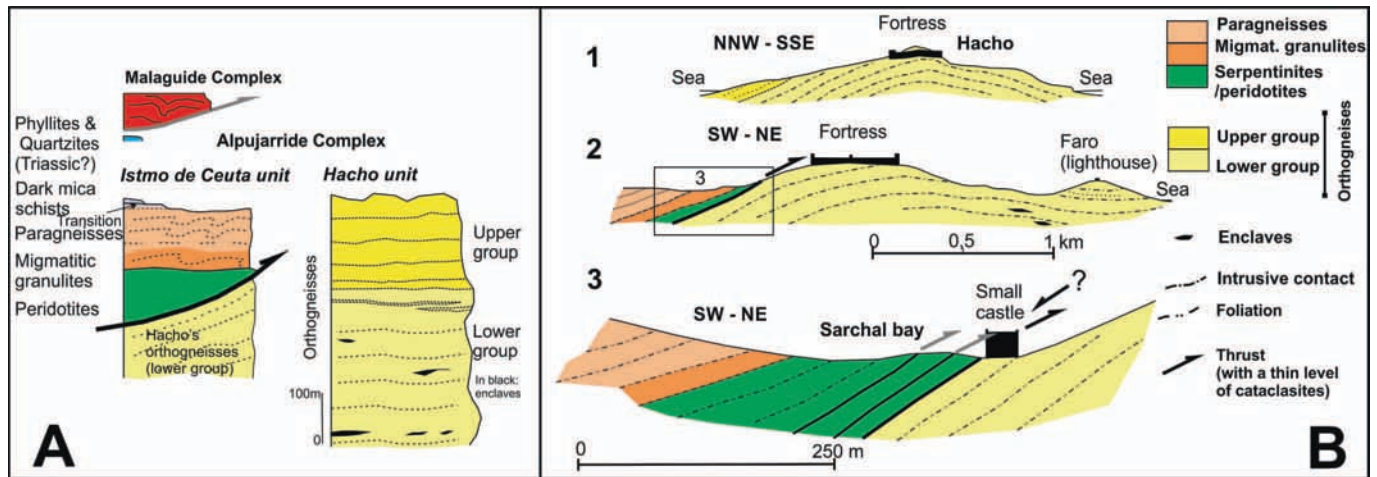 Malaguide Complex
Phyllites &
Quartzites
(Triassic?)
Alpujarride Complex
Istmo de Ceuta unit
Hacho unit
Dark mica
schists
Transition
Paragneisses
Migmatitic
granulites
Peridotites
Hacho's
orthogneisses
(lower group)
Orthogneisses
100m
0
Upper
group
Lower
group
In black:
enclaves
A
1
NNW - SSE
Fortress
Hacho
Sea
Sea
2
SW - NE
Fortress
Faro
(lighthouse)
Sea
3
0
0,5
1 km
3
SW - NE
Sarchal bay
Small
castle
?
0
250 m
Paragneisses
Migmat. granulites
Serpentinites
/peridotites
Upper group
Lower group
Orthogneises
Enclaves
Intrusive contact
Foliation
Thrust
(with a thin level
of cataclasites)
B